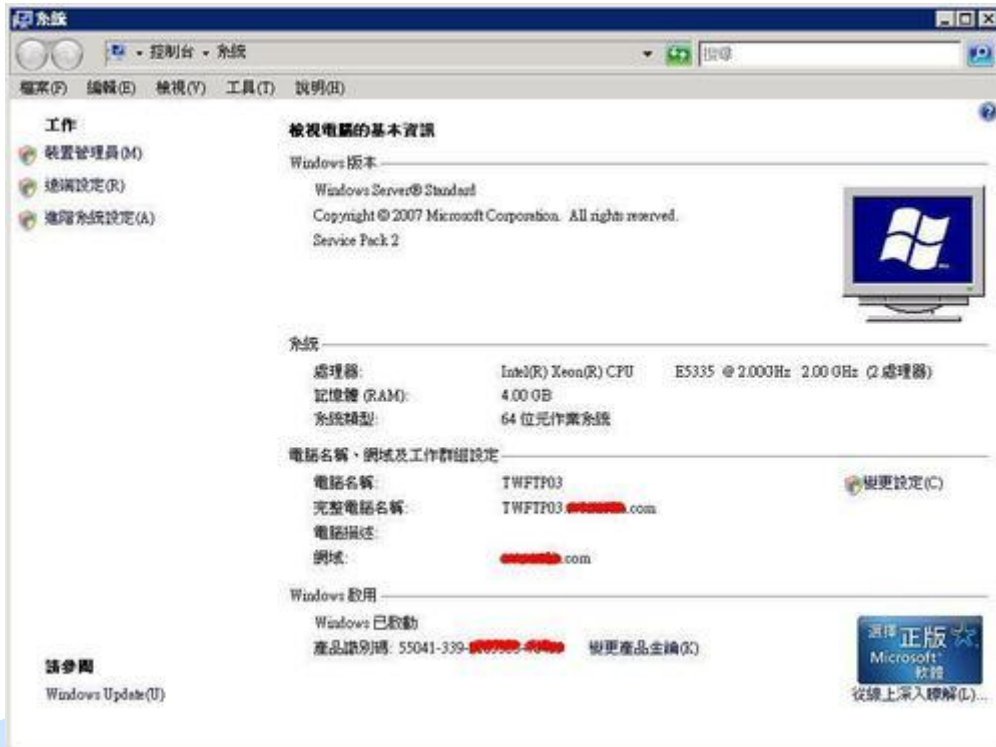 系統
控制台 系統
搜尋
檔案(F) 編輯(E) 檢視(V) 工具(T) 說明(H)
工作
裝置管理員(M)
遠端設定(R)
進階系統設定(A)
檢視電腦的基本資訊
Windows 版本
Windows Server® Standard
Copyright © 2007 Microsoft Corporation. All rights reserved.
Service Pack 2
系統
處理器: Intel(R) Xeon(R) CPU E5335 @ 2.00GHz 2.00 GHz (2 處理器)
記憶體 (RAM): 4.00 GB
系統類型: 64 位元作業系統
電腦名稱、網域及工作群組設定
電腦名稱: TWFTP03
變更設定(C)
完整電腦名稱: TWFTP03. .com
電腦描述:
網域: .com
Windows 啟用
Windows 已啟動
產品識別碼: 55041-339- 變更產品金鑰(K)
選擇 正版
Microsoft
軟體
從線上深入瞭解(L)...
請參閱
Windows Update(U)